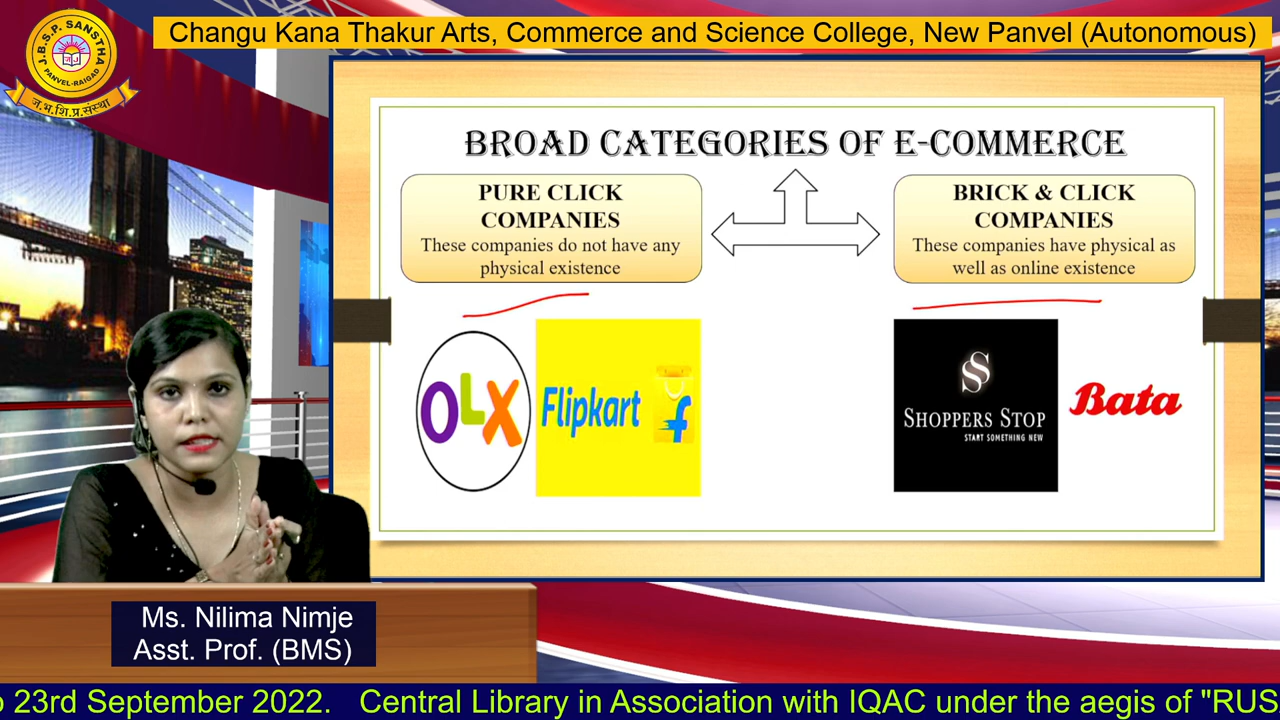 Changu Kana Thakur Arts, Commerce and Science College, New Panvel (Autonomous)
J.B.S.P. SANSTHA
PANVEL-RAIGAD
ज.भ.शि.प्र.संस्था
BROAD CATEGORIES OF E-COMMERCE
PURE CLICK
COMPANIES
These companies do not have any
physical existence
BRICK & CLICK
COMPANIES
These companies have physical as
well as online existence
OLX
Flipkart
f
SS
SHOPPERS STOP
START SOMETHING NEW
Bata
Ms. Nilima Nimje
Asst. Prof. (BMS)
23rd September 2022. Central Library in Association with IQAC under the aegis of "RUS